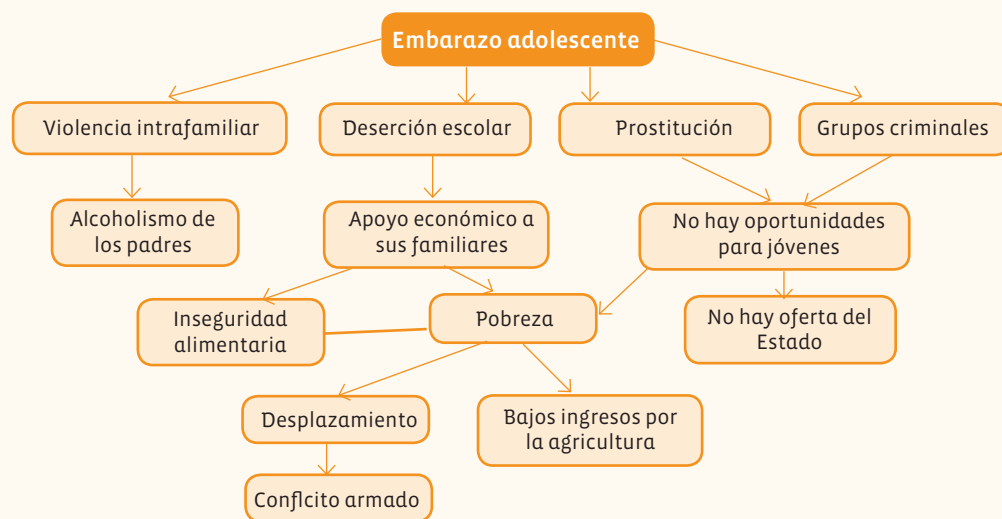 Embarazo adolescente
Violencia intrafamiliar
Deserción escolar
Prostitución
Grupos criminales
Alcoholismo de
los padres
Apoyo económico a
sus familiares
No hay oportunidades
para jóvenes
Inseguridad
alimentaria
Pobreza
No hay oferta del
Estado
Desplazamiento
Bajos ingresos por
la agricultura
Conflcito armado